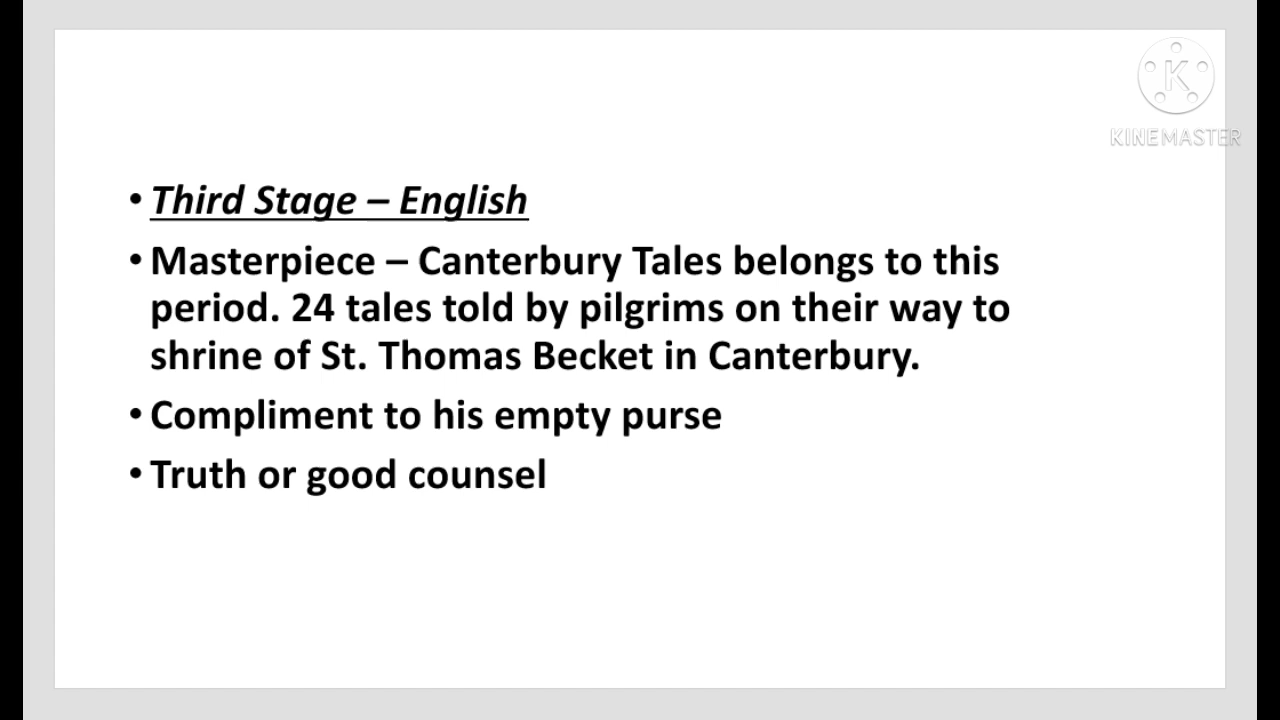 K
KINEMASTER
• Third Stage – English
• Masterpiece – Canterbury Tales belongs to this
period. 24 tales told by pilgrims on their way to
shrine of St. Thomas Becket in Canterbury.
• Compliment to his empty purse
• Truth or good counsel